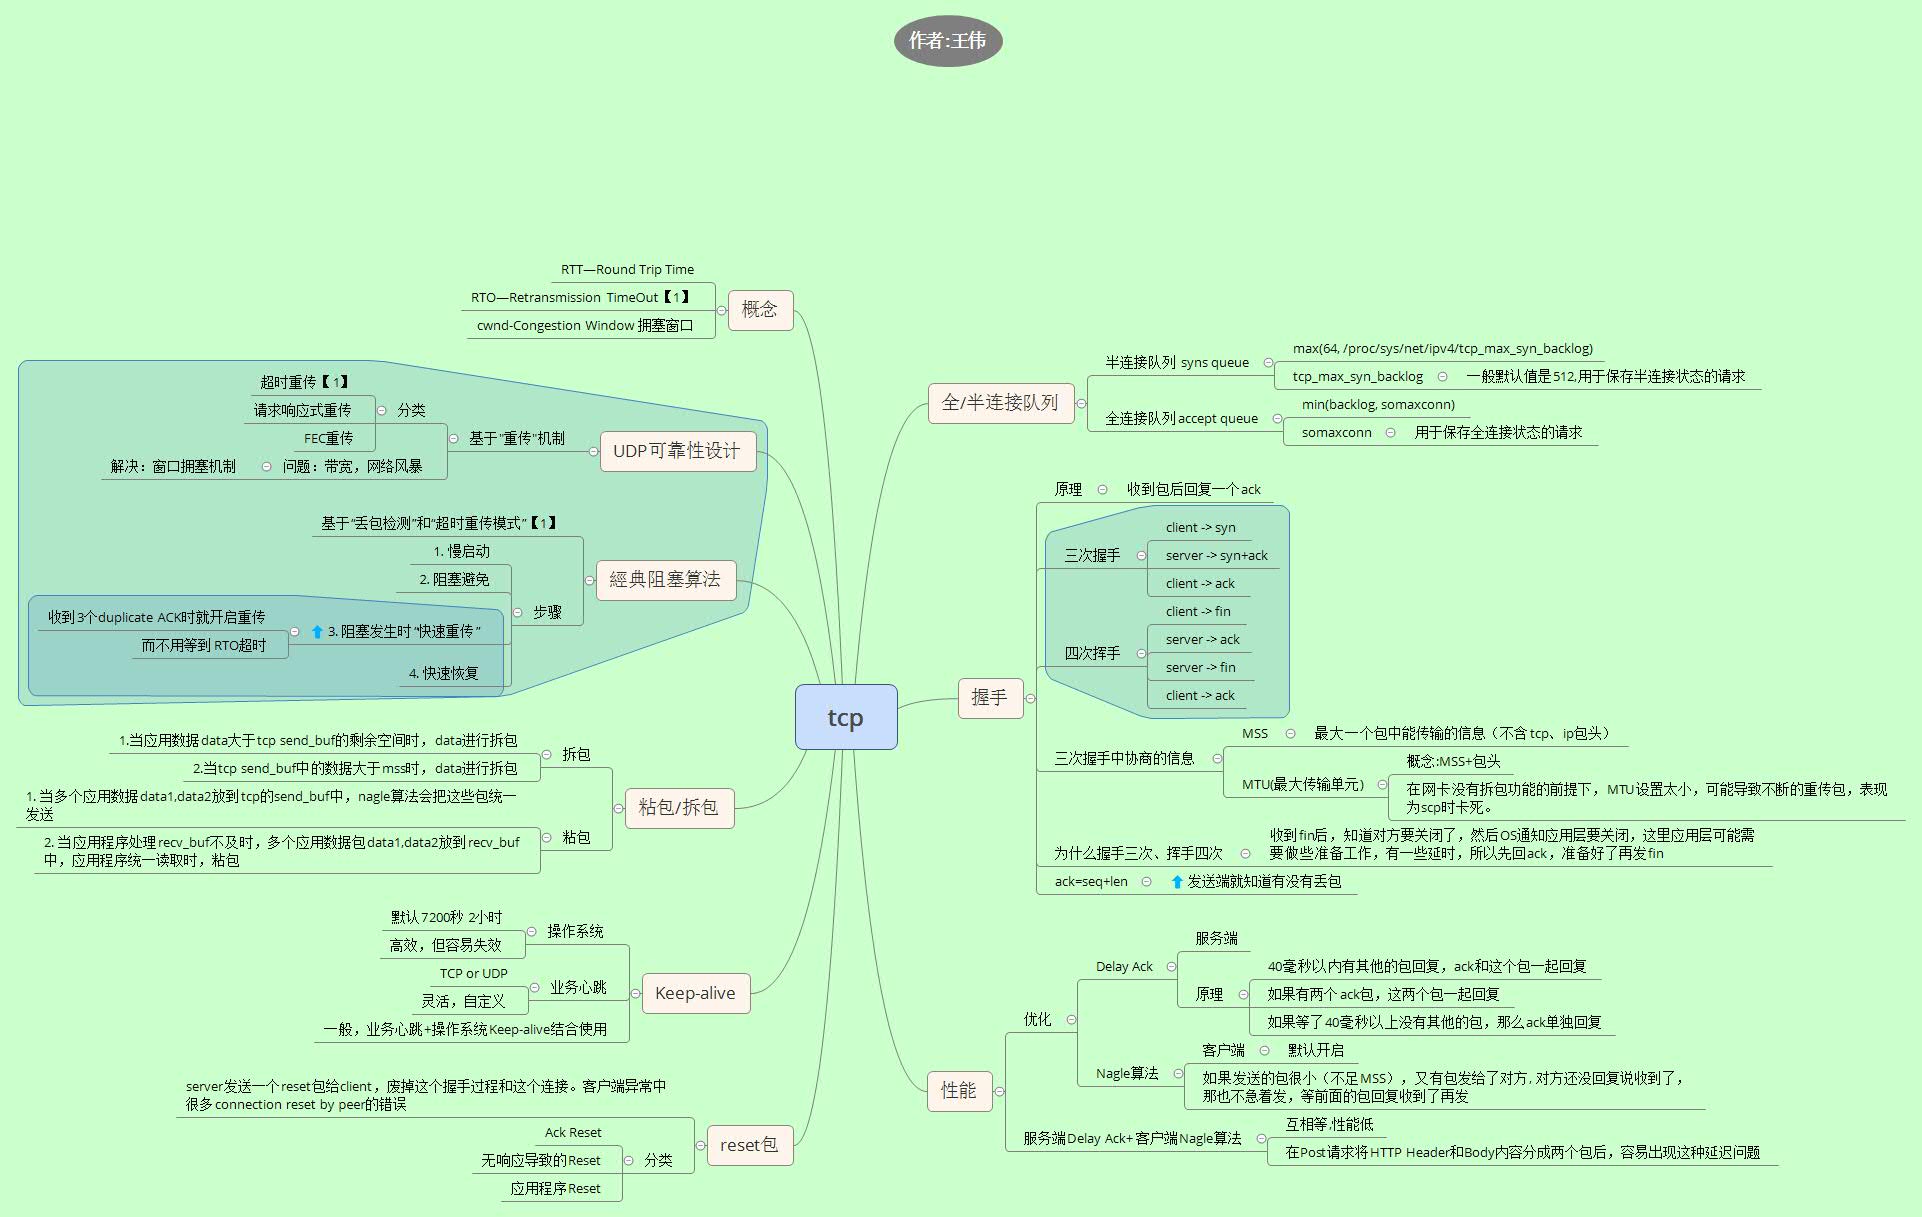 作者:王伟
tcp
概念
RTT—Round Trip Time
RTO—Retransmission TimeOut【1】
cwnd-Congestion Window 拥塞窗口
UDP可靠性设计
基于"重传"机制
分类
超时重传【1】
请求响应式重传
FEC重传
问题：带宽，网络风暴
解决：窗口拥塞机制
經典阻塞算法
基于“丢包检测”和“超时重传模式”【1】
步骤
1. 慢启动
2. 阻塞避免
3. 阻塞发生时“快速重传”
收到3个duplicate ACK时就开启重传
而不用等到 RTO超时
4. 快速恢复
粘包/拆包
拆包
1.当应用数据data大于tcp send_buf的剩余空间时，data进行拆包
2.当tcp send_buf中的数据大于mss时，data进行拆包
粘包
1. 当多个应用数据data1,data2放到tcp的send_buf中，nagle算法会把这些包统一
发送
2. 当应用程序处理recv_buf不及时，多个应用数据包data1,data2放到recv_buf
中，应用程序统一读取时，粘包
Keep-alive
操作系统
默认7200秒 2小时
高效，但容易失效
业务心跳
TCP or UDP
灵活，自定义
一般，业务心跳+操作系统Keep-alive结合使用
reset包
server发送一个reset包给client，废掉这个握手过程和这个连接。客户端异常中
很多connection reset by peer的错误
分类
Ack Reset
无响应导致的Reset
应用程序Reset
全/半连接队列
半连接队列 syns queue
max(64, /proc/sys/net/ipv4/tcp_max_syn_backlog)
tcp_max_syn_backlog
一般默认值是512,用于保存半连接状态的请求
全连接队列accept queue
min(backlog, somaxconn)
somaxconn
用于保存全连接状态的请求
握手
原理
收到包后回复一个ack
三次握手
client -> syn
server -> syn+ack
client -> ack
四次挥手
client -> fin
server -> ack
server -> fin
client -> ack
三次握手中协商的信息
MSS
最大一个包中能传输的信息（不含tcp、ip包头）
MTU(最大传输单元)
概念:MSS+包头
在网卡没有拆包功能的前提下，MTU设置太小，可能导致不断的重传包，表现
为scp时卡死。
为什么握手三次、挥手四次
收到fin后，知道对方要关闭了，然后OS通知应用层要关闭，这里应用层可能需
要做些准备工作，有一些延时，所以先回ack，准备好了再发fin
ack=seq+len
发送端就知道有没有丢包
性能
优化
Delay Ack
服务端
原理
40毫秒以内有其他的包回复，ack和这个包一起回复
如果有两个ack包，这两个包一起回复
如果等了40毫秒以上没有其他的包，那么ack单独回复
Nagle算法
客户端
默认开启
如果发送的包很小（不足MSS），又有包发给了对方, 对方还没回复说收到了，
那也不急着发，等前面的包回复收到了再发
服务端Delay Ack+客户端Nagle算法
互相等,性能低
在Post请求将HTTP Header和Body内容分成两个包后，容易出现这种延迟问题